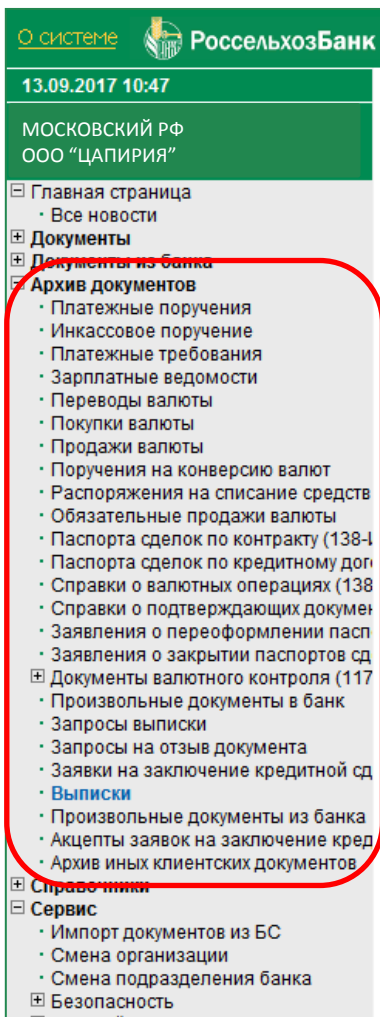 О системе РоссельхозБанк
13.09.2017 10:47
МОСКОВСКИЙ РФ
ООО “ЦАПИРИЯ”
Главная страница
Все новости
Документы
Документы из банка
Архив документов
Платежные поручения
Инкассовое поручение
Платежные требования
Зарплатные ведомости
Переводы валюты
Покупки валюты
Продажи валюты
Поручения на конверсию валют
Распоряжения на списание средств
Обязательные продажи валюты
Паспорта сделок по контракту (138-И
Паспорта сделок по кредитному дог
Справки о валютных операциях (138
Справки о подтверждающих докумен
Заявления о переоформлении пасп
Заявления о закрытии паспортов сд
Документы валютного контроля (117
Произвольные документы в банк
Запросы выписки
Запросы на отзыв документа
Заявки на заключение кредитной сд
Выписки
Произвольные документы из банка
Акцепты заявок на заключение кред
Архив иных клиентских документов
Справочники
Сервис
Импорт документов из БС
Смена организации
Смена подразделения банка
Безопасность